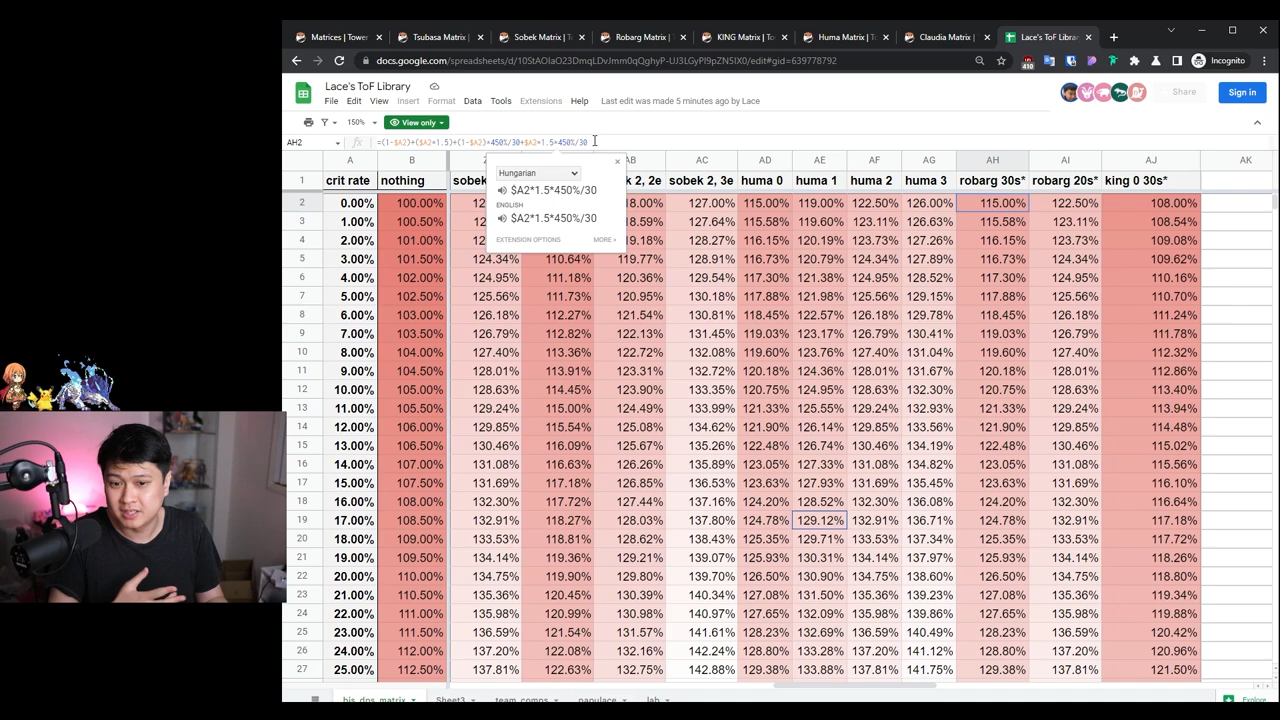 Matrices | Tower Tsubasa Matrix | Sobek Matrix | T Robarg Matrix | KING Matrix | To Huma Matrix | To Claudia Matrix | Lace's ToF Library
docs.google.com/spreadsheets/d/
Incognito
Lace's ToF Library
File Edit View Insert Format Data Tools Extensions Help Last edit was made 5 minutes ago by Lace
Share Sign in
150% View only
AH2 fx =(1-$A2)+($A2*1.5)+(1-$A2)*450%/30+$A2*1.5*450%/30
Hungarian
$A2*1.5*450%/30
ENGLISH
$A2*1.5*450%/30
EXTENSION OPTIONS MORE »
A B AB AC AD AE AF AG AH AI AJ AK
1 crit rate nothing sobek 2, 2e sobek 2, 3e huma 0 huma 1 huma 2 huma 3 robarg 30s* robarg 20s* king 0 30s*
2 0.00% 100.00% 12 18.00% 127.00% 115.00% 119.00% 122.50% 126.00% 115.00% 122.50% 108.00%
3 1.00% 100.50% 12 18.59% 127.64% 115.58% 119.60% 123.11% 126.63% 115.58% 123.11% 108.54%
4 2.00% 101.00% 12 19.18% 128.27% 116.15% 120.19% 123.73% 127.26% 116.15% 123.73% 109.08%
5 3.00% 101.50% 124.34% 110.64% 119.77% 128.91% 116.73% 120.79% 124.34% 127.89% 116.73% 124.34% 109.62%
6 4.00% 102.00% 124.95% 111.18% 120.36% 129.54% 117.30% 121.38% 124.95% 128.52% 117.30% 124.95% 110.16%
7 5.00% 102.50% 125.56% 111.73% 120.95% 130.18% 117.88% 121.98% 125.56% 129.15% 117.88% 125.56% 110.70%
8 6.00% 103.00% 126.18% 112.27% 121.54% 130.81% 118.45% 122.57% 126.18% 129.78% 118.45% 126.18% 111.24%
9 7.00% 103.50% 126.79% 112.82% 122.13% 131.45% 119.03% 123.17% 126.79% 130.41% 119.03% 126.79% 111.78%
10 8.00% 104.00% 127.40% 113.36% 122.72% 132.08% 119.60% 123.76% 127.40% 131.04% 119.60% 127.40% 112.32%
11 9.00% 104.50% 128.01% 113.91% 123.31% 132.72% 120.18% 124.36% 128.01% 131.67% 120.18% 128.01% 112.86%
12 10.00% 105.00% 128.63% 114.45% 123.90% 133.35% 120.75% 124.95% 128.63% 132.30% 120.75% 128.63% 113.40%
13 11.00% 105.50% 129.24% 115.00% 124.49% 133.99% 121.33% 125.55% 129.24% 132.93% 121.33% 129.24% 113.94%
14 12.00% 106.00% 129.85% 115.54% 125.08% 134.62% 121.90% 126.14% 129.85% 133.56% 121.90% 129.85% 114.48%
15 13.00% 106.50% 130.46% 116.09% 125.67% 135.26% 122.48% 126.74% 130.46% 134.19% 122.48% 130.46% 115.02%
16 14.00% 107.00% 131.08% 116.63% 126.26% 135.89% 123.05% 127.33% 131.08% 134.82% 123.05% 131.08% 115.56%
17 15.00% 107.50% 131.69% 117.18% 126.85% 136.53% 123.63% 127.93% 131.69% 135.45% 123.63% 131.69% 116.10%
18 16.00% 108.00% 132.30% 117.72% 127.44% 137.16% 124.20% 128.52% 132.30% 136.08% 124.20% 132.30% 116.64%
19 17.00% 108.50% 132.91% 118.27% 128.03% 137.80% 124.78% 129.12% 132.91% 136.71% 124.78% 132.91% 117.18%
20 18.00% 109.00% 133.53% 118.81% 128.62% 138.43% 125.35% 129.71% 133.53% 137.34% 125.35% 133.53% 117.72%
21 19.00% 109.50% 134.14% 119.36% 129.21% 139.07% 125.93% 130.31% 134.14% 137.97% 125.93% 134.14% 118.26%
22 20.00% 110.00% 134.75% 119.90% 129.80% 139.70% 126.50% 130.90% 134.75% 138.60% 126.50% 134.75% 118.80%
23 21.00% 110.50% 135.36% 120.45% 130.39% 140.34% 127.08% 131.50% 135.36% 139.23% 127.08% 135.36% 119.34%
24 22.00% 111.00% 135.98% 120.99% 130.98% 140.97% 127.65% 132.09% 135.98% 139.86% 127.65% 135.98% 119.88%
25 23.00% 111.50% 136.59% 121.54% 131.57% 141.61% 128.23% 132.69% 136.59% 140.49% 128.23% 136.59% 120.42%
26 24.00% 112.00% 137.20% 122.08% 132.16% 142.24% 128.80% 133.28% 137.20% 141.12% 128.80% 137.20% 120.96%
27 25.00% 112.50% 137.81% 122.63% 132.75% 142.88% 129.38% 133.88% 137.81% 141.75% 129.38% 137.81% 121.50%
bis_dps_matrix Sheet3 team_comps populace lab Explore